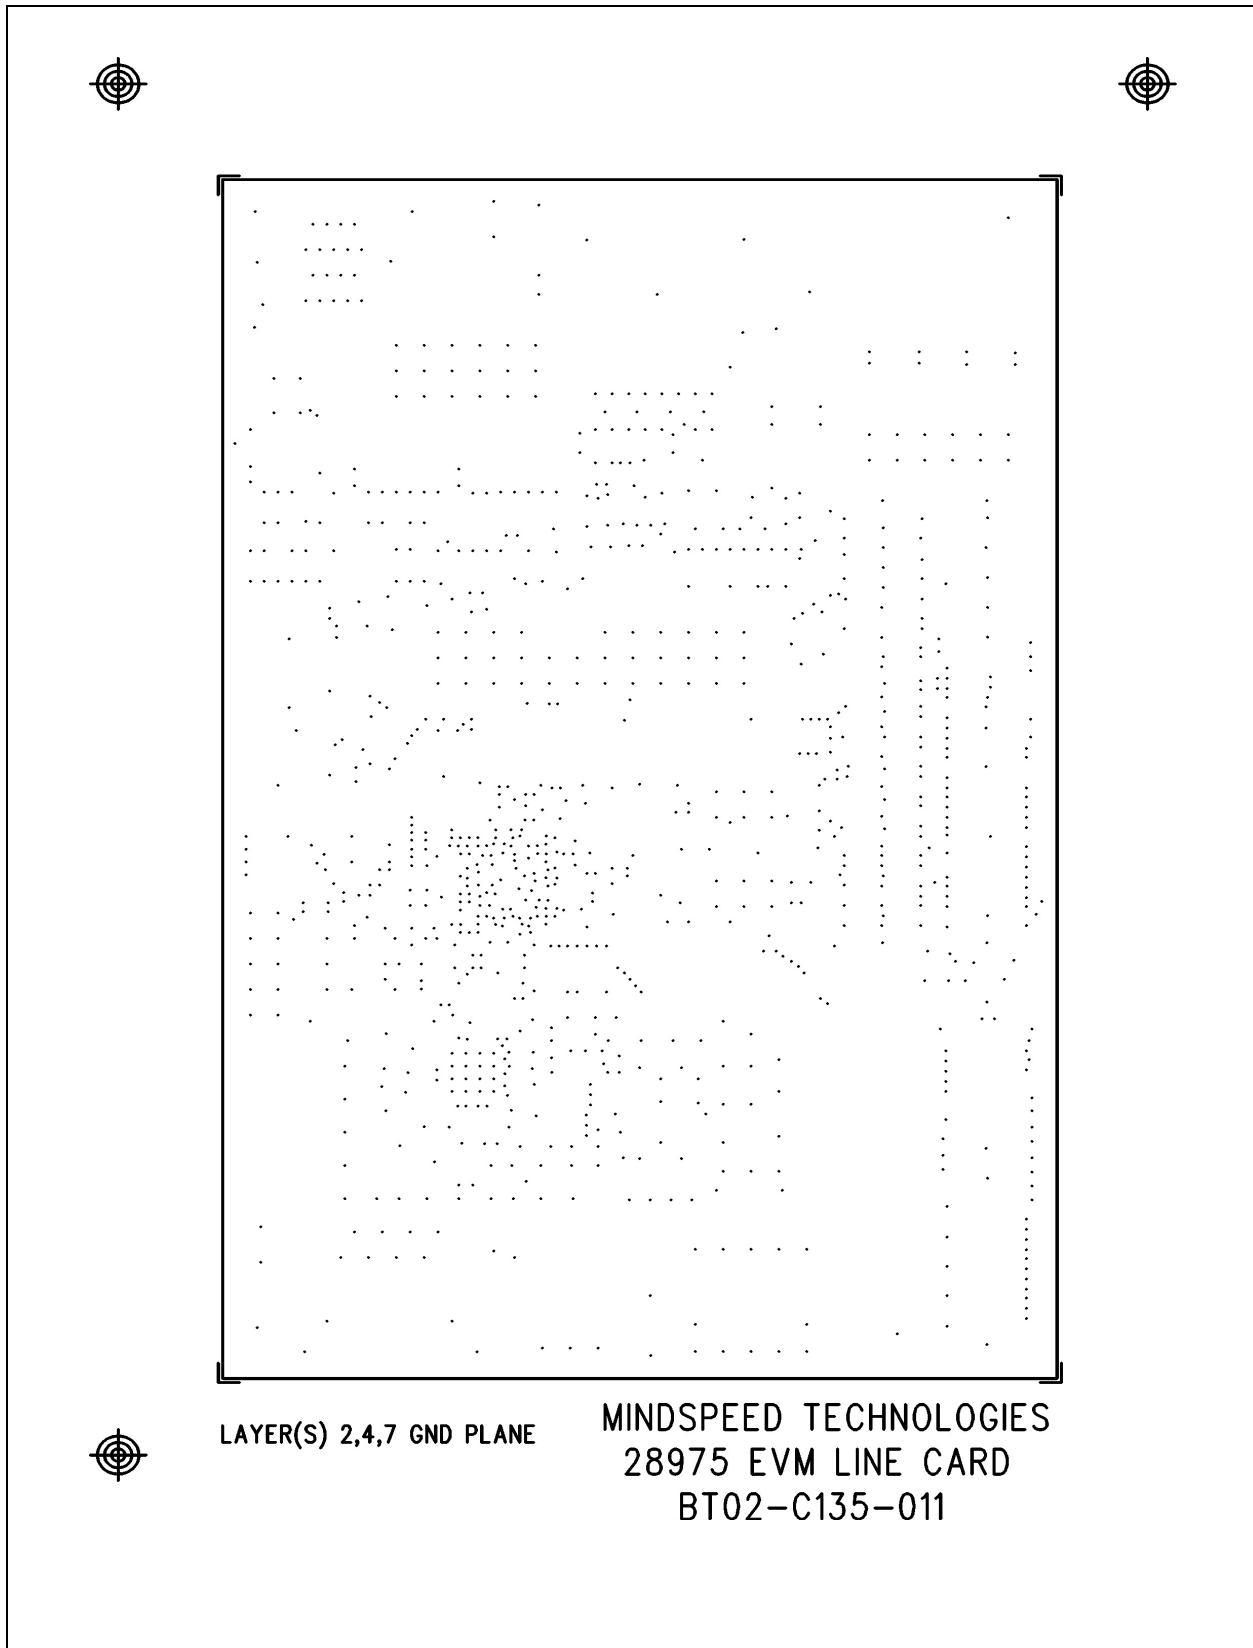 LAYER(S) 2,4,7 GND PLANE
MINDSPEED TECHNOLOGIES
28975 EVM LINE CARD
BT02-C135-011